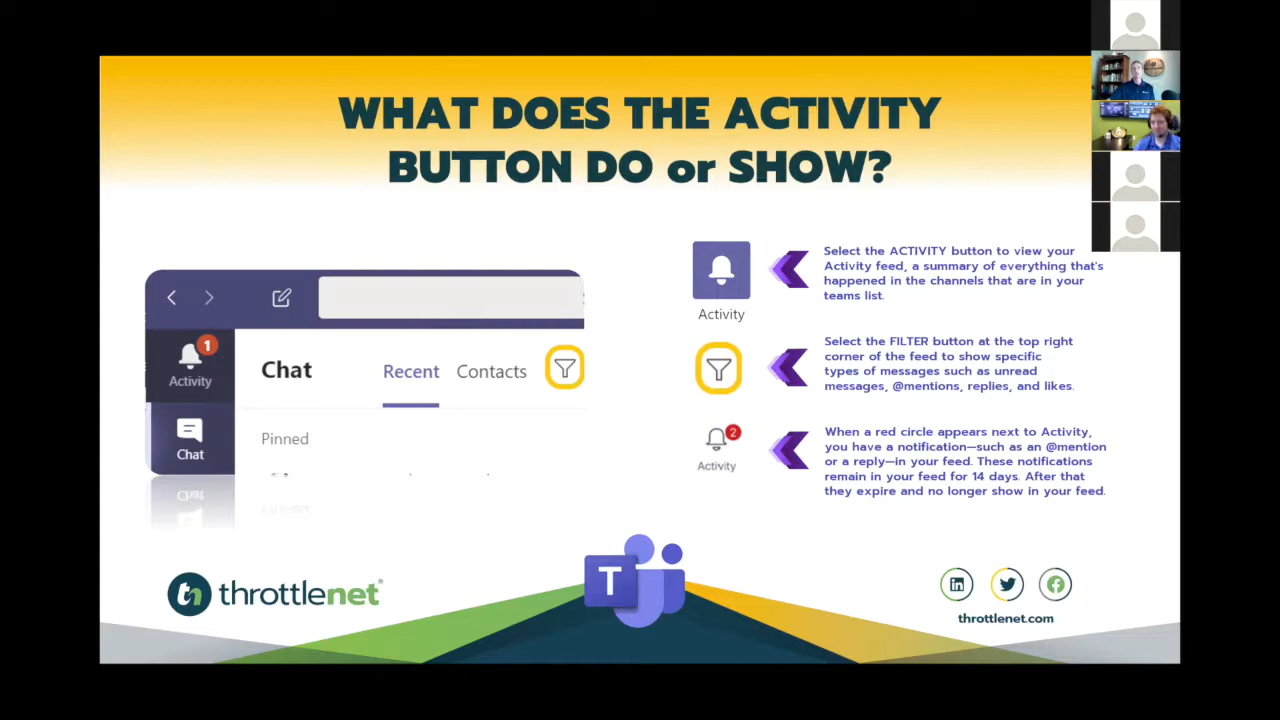 WHAT DOES THE ACTIVITY
BUTTON DO or SHOW?
1
Activity
Chat
Chat
Recent
Contacts
Pinned
Activity
Select the ACTIVITY button to view your
Activity feed, a summary of everything that's
happened in the channels that are in your
teams list.
Select the FILTER button at the top right
corner of the feed to show specific
types of messages such as unread
messages, @mentions, replies, and likes.
2
Activity
When a red circle appears next to Activity,
you have a notification—such as an @mention
or a reply—in your feed. These notifications
remain in your feed for 14 days. After that
they expire and no longer show in your feed.
tn throttlenet®
T
in
throttlenet.com